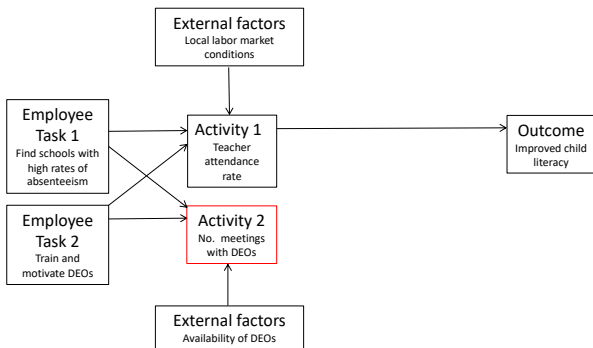 External factors
Local labor market
conditions
Employee
Task 1
Find schools with
high rates of
absenteeism
Activity 1
Teacher
attendance
rate
Outcome
Improved child
literacy
Employee
Task 2
Train and
motivate DEOs
Activity 2
No. meetings
with DEOs
External factors
Availability of DEOs